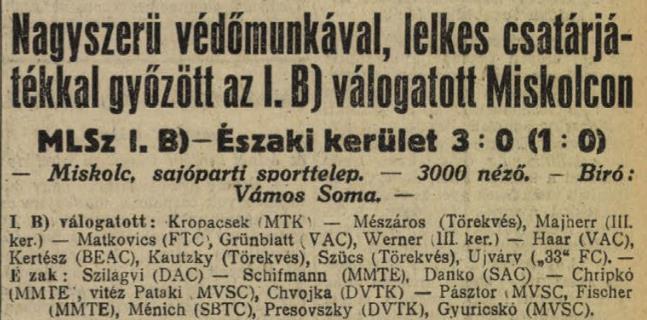 Nagyszerü védőmunkával, lelkes csatárjá-
tékkal győzött az I. B) válogatott Miskolcon
MLSz I. B)—Északi kerület 3 : 0 (1 : 0)
— Miskolc, sajóparti sporttelep. — 3000 néző. — Biró:
Vámos Soma. —
I. B) válogatott: Kropacsek (MTK) — Mészáros (Törekvés), Majherr (III.
ker.) — Matkovics (FTC), Grünblatt (VAC), Werner (III. ker.) — Haar (VAC),
Kertész (BEAC), Kautzky (Törekvés), Szücs (Törekvés), Ujváry („33" FC). —
É zak: Szilágyi (DAC) — Schifmann (MMTE), Danko (SAC) — Chripkó
(MMTE, vitéz Pataki MVSC), Chvojka (DVTK) — Pásztor (MVSC, Fischer
(MMTE), Ménich (SBTC), Presovszky (DVTK), Gyuricskó (MVSC).